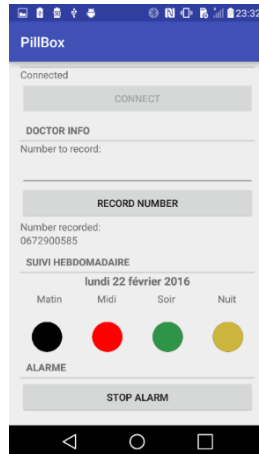 23:32
PillBox
Connected
CONNECT
DOCTOR INFO
Number to record:
RECORD NUMBER
Number recorded:
0672900585
SUIVI HEBDOMADAIRE
lundi 22 février 2016
Matin Midi Soir Nuit
ALARME
STOP ALARM